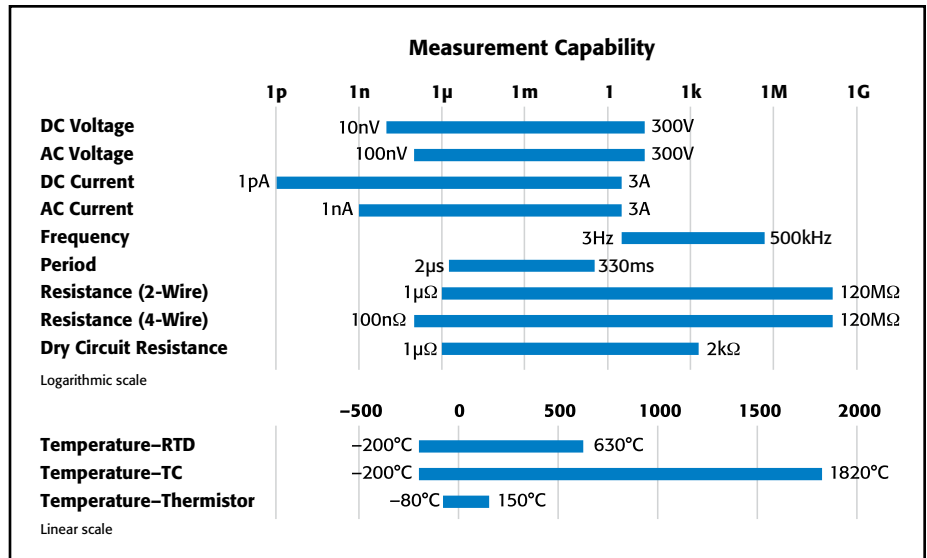 Measurement Capability
1p 1n 1µ 1m 1 1k 1M 1G
DC Voltage 10nV 300V
AC Voltage 100nV 300V
DC Current 1pA 3A
AC Current 1nA 3A
Frequency 3Hz 500kHz
Period 2µs 330ms
Resistance (2-Wire) 1µΩ 120MΩ
Resistance (4-Wire) 100nΩ 120MΩ
Dry Circuit Resistance 1µΩ 2kΩ
Logarithmic scale
–500 0 500 1000 1500 2000
Temperature–RTD –200°C 630°C
Temperature–TC –200°C 1820°C
Temperature–Thermistor –80°C 150°C
Linear scale